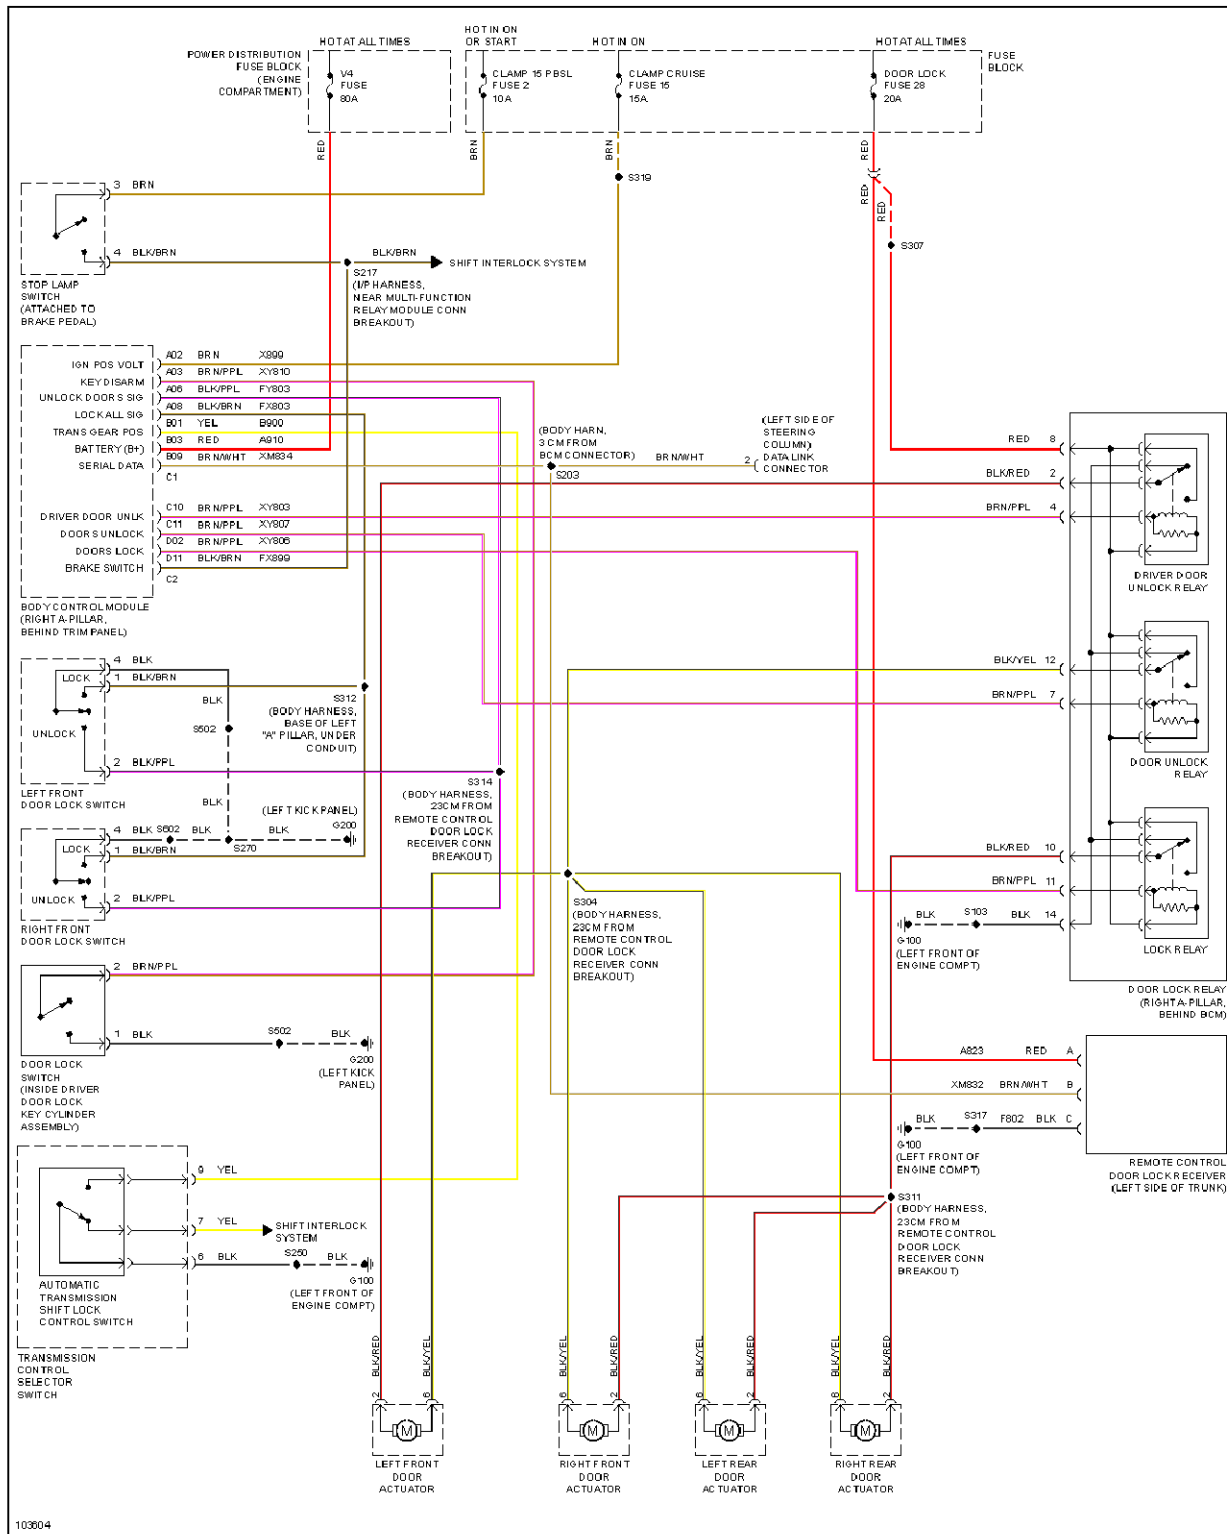 HOT AT ALL TIMES
HOT IN ON
OR START
HOT IN ON
HOT AT ALL TIMES
POWER DISTRIBUTION
FUSE BLOCK
(ENGINE
COMPARTMENT)
V4
FUSE
80A
CLAMP 15 PBSL
FUSE 2
10A
CLAMP CRUISE
FUSE 15
15A
DOOR LOCK
FUSE 28
20A
FUSE
BLOCK
RED
BRN
BRN
RED
RED
RED
S319
S307
3 BRN
4 BLK/BRN
BLK/BRN
SHIFT INTERLOCK SYSTEM
S217
(I/P HARNESS,
NEAR MULTI-FUNCTION
RELAY MODULE CONN
BREAKOUT)
STOP LAMP
SWITCH
(ATTACHED TO
BRAKE PEDAL)
IGN POS VOLT A02 BRN X899
KEY DISARM A03 BRN/PPL XY810
UNLOCK DOORS SIG A06 BLK/PPL FY803
LOCK ALL SIG A08 BLK/BRN FX803
TRANS GEAR POS B01 YEL B900
BATTERY (B+) B03 RED A910
SERIAL DATA B09 BRN/WHT XM834
C1
DRIVER DOOR UNLK C10 BRN/PPL XY803
DOORS UNLOCK C11 BRN/PPL XY807
DOORS LOCK D02 BRN/PPL XY806
BRAKE SWITCH D11 BLK/BRN FX899
C2
BODY CONTROL MODULE
(RIGHT A-PILLAR,
BEHIND TRIM PANEL)
(BODY HARN,
3 CM FROM
BCM CONNECTOR)
S203
BRN/WHT 2
(LEFT SIDE OF
STEERING
COLUMN)
DATA LINK
CONNECTOR
RED 8
BLK/RED 2
BRN/PPL 4
DRIVER DOOR
UNLOCK RELAY
BLK/YEL 12
BRN/PPL 7
DOOR UNLOCK
RELAY
BLK/RED 10
BRN/PPL 11
BLK S103 BLK 14
G100
(LEFT FRONT OF
ENGINE COMPT)
LOCK RELAY
DOOR LOCK RELAY
(RIGHT A-PILLAR,
BEHIND BCM)
4 BLK
LOCK
1 BLK/BRN
UNLOCK
2 BLK/PPL
LEFT FRONT
DOOR LOCK SWITCH
BLK
S502
BLK
S312
(BODY HARNESS,
BASE OF LEFT
"A" PILLAR, UNDER
CONDUIT)
S314
(BODY HARNESS,
23CM FROM
REMOTE CONTROL
DOOR LOCK
RECEIVER CONN
BREAKOUT)
(LEFT KICK PANEL)
G200
4 BLK S602 BLK BLK
S270
LOCK
1 BLK/BRN
UNLOCK
2 BLK/PPL
RIGHT FRONT
DOOR LOCK SWITCH
S304
(BODY HARNESS,
23CM FROM
REMOTE CONTROL
DOOR LOCK
RECEIVER CONN
BREAKOUT)
2 BRN/PPL
1 BLK S502 BLK
G200
(LEFT KICK
PANEL)
DOOR LOCK
SWITCH
(INSIDE DRIVER
DOOR LOCK
KEY CYLINDER
ASSEMBLY)
A823 RED A
XM832 BRN/WHT B
BLK S317 F802 BLK C
G100
(LEFT FRONT OF
ENGINE COMPT)
REMOTE CONTROL
DOOR LOCK RECEIVER
(LEFT SIDE OF TRUNK)
S311
(BODY HARNESS,
23CM FROM
REMOTE CONTROL
DOOR LOCK
RECEIVER CONN
BREAKOUT)
9 YEL
7 YEL
SHIFT INTERLOCK
SYSTEM
6 BLK S250 BLK
G100
(LEFT FRONT OF
ENGINE COMPT)
AUTOMATIC
TRANSMISSION
SHIFT LOCK
CONTROL SWITCH
TRANSMISSION
CONTROL
SELECTOR
SWITCH
2 BLK/RED
6 BLK/YEL
6 BLK/YEL
2 BLK/RED
6 BLK/YEL
2 BLK/RED
6 BLK/YEL
2 BLK/RED
M
M
M
M
LEFT FRONT
DOOR
ACTUATOR
RIGHT FRONT
DOOR
ACTUATOR
LEFT REAR
DOOR
ACTUATOR
RIGHT REAR
DOOR
ACTUATOR
103604